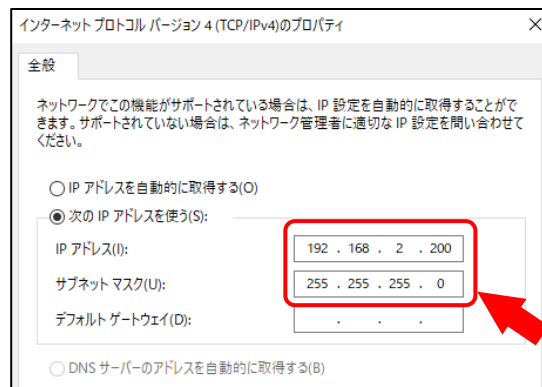 インターネット プロトコル バージョン 4 (TCP/IPv4)のプロパティ
全般
ネットワークでこの機能がサポートされている場合は、IP 設定を自動的に取得することがで
きます。サポートされていない場合は、ネットワーク管理者に適切な IP 設定を問い合わせて
ください。
IP アドレスを自動的に取得する(O)
次の IP アドレスを使う(S):
IP アドレス(I): 192 . 168 . 2 . 200
サブネット マスク(U): 255 . 255 . 255 . 0
デフォルト ゲートウェイ(D): . . .
DNS サーバーのアドレスを自動的に取得する(B)